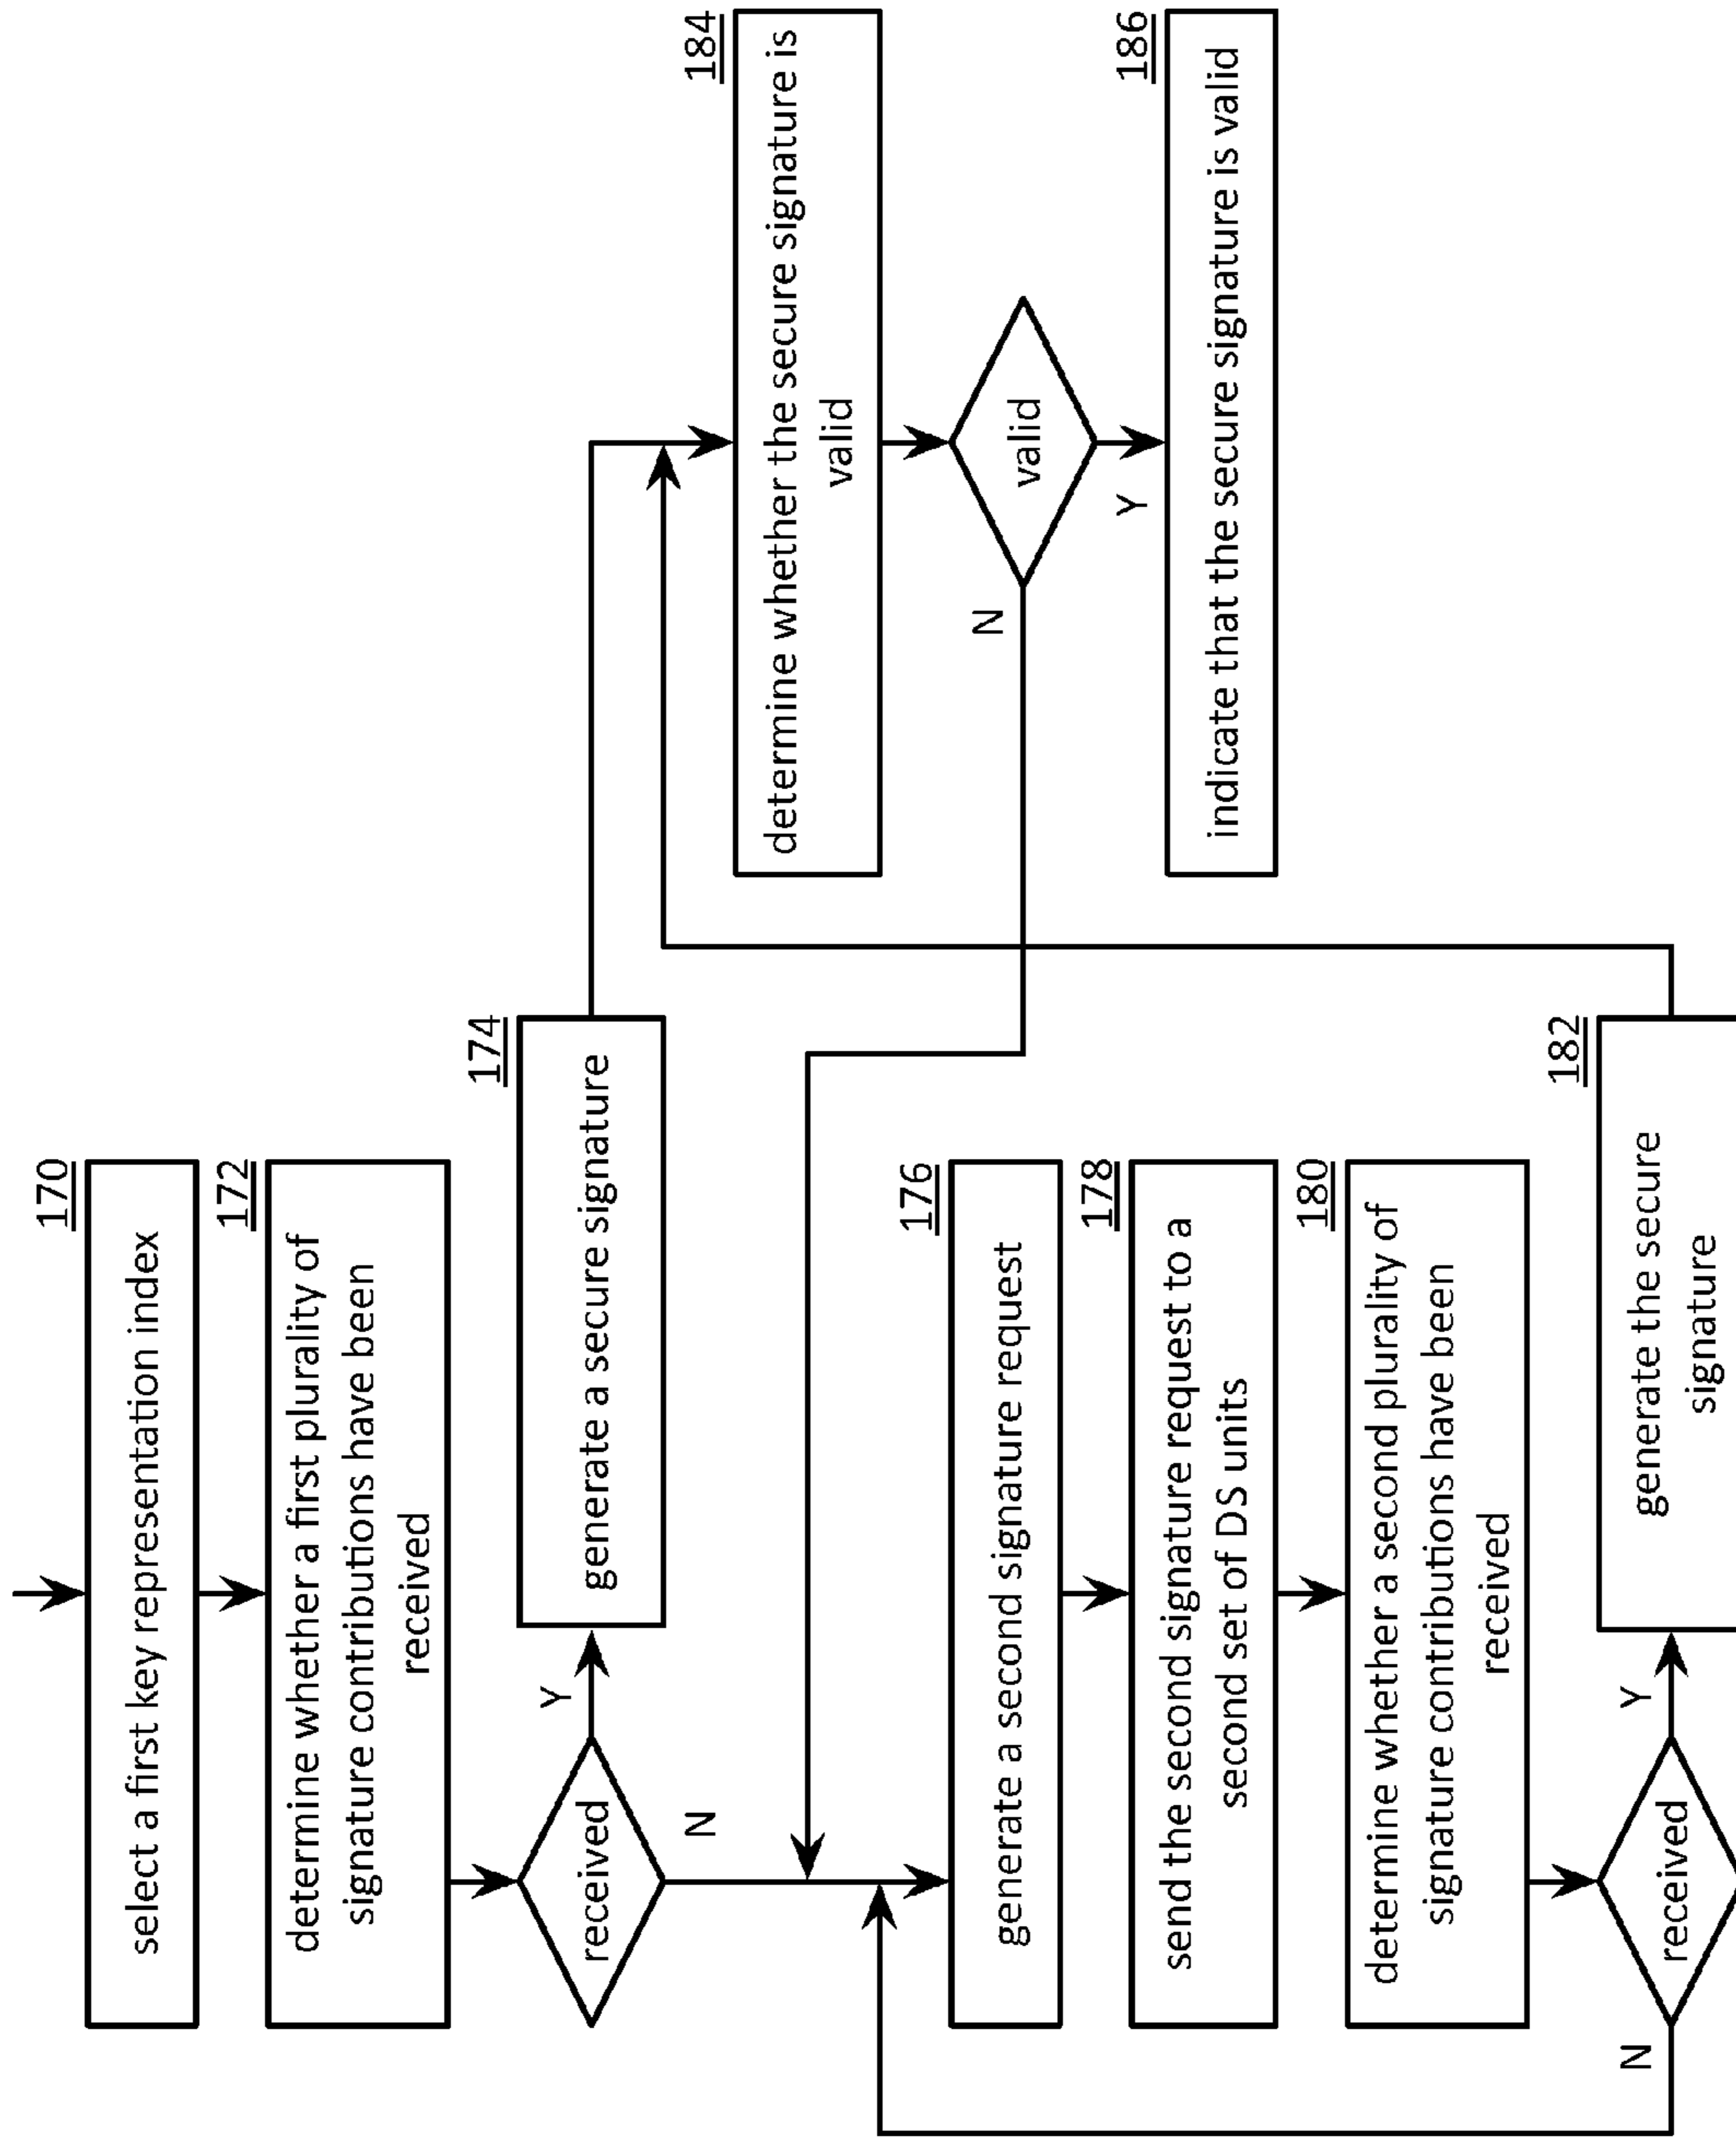 170
select a first key representation index
172
determine whether a first plurality of
signature contributions have been
received
received
Y
N
174
generate a secure signature
176
generate a second signature request
178
send the second signature request to a
second set of DS units
180
determine whether a second plurality of
signature contributions have been
received
received
Y
N
182
generate the secure
signature
184
determine whether the secure signature is
valid
valid
N
Y
186
indicate that the secure signature is valid